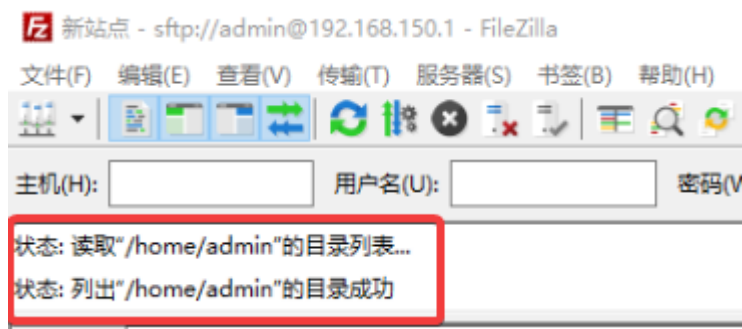 Fz 新站点 - sftp://admin@192.168.150.1 - FileZilla
文件(F) 编辑(E) 查看(V) 传输(T) 服务器(S) 书签(B) 帮助(H)
主机(H): 用户名(U): 密码(W
状态: 读取"/home/admin"的目录列表...
状态: 列出"/home/admin"的目录成功